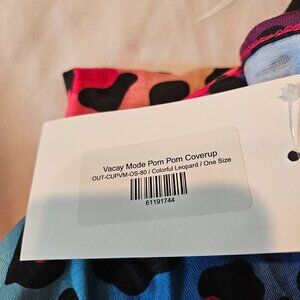 Vacay Mode Pom Pom Coverup
OUT-CUPVM-OS-80 / Colorful Leopard / One Size
61191744